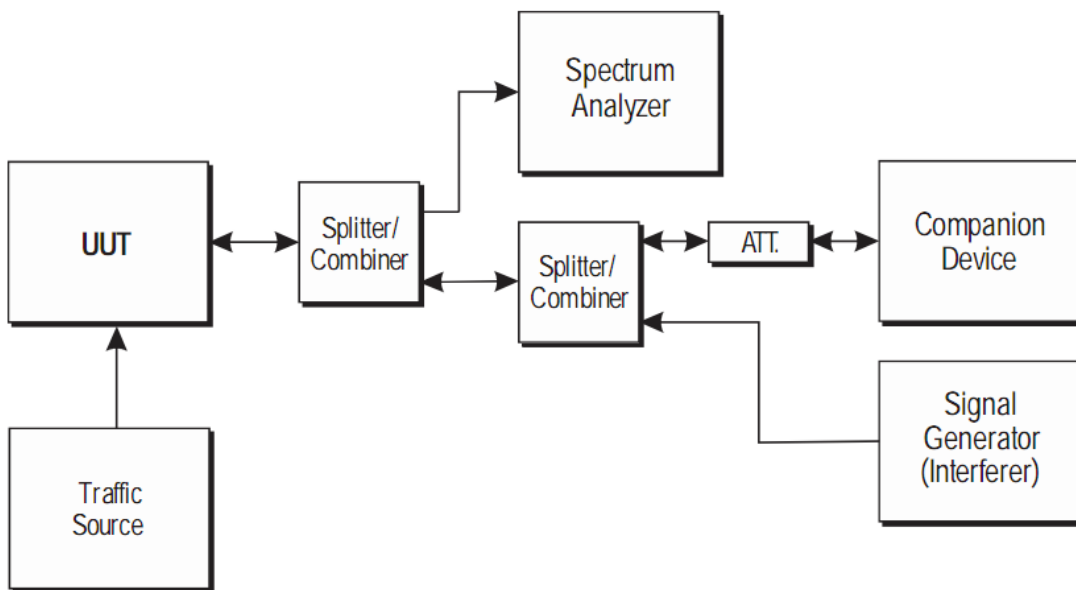 Spectrum
Analyzer
UUT
Splitter/
Combiner
Splitter/
Combiner
ATT.
Companion
Device
Traffic
Source
Signal
Generator
(Interferer)